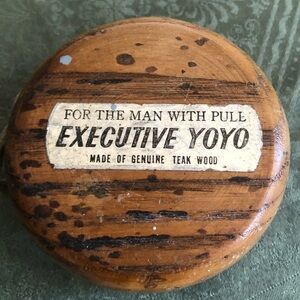 FOR THE MAN WITH PULL
EXECUTIVE YOYO
MADE OF GENUINE TEAK WOOD